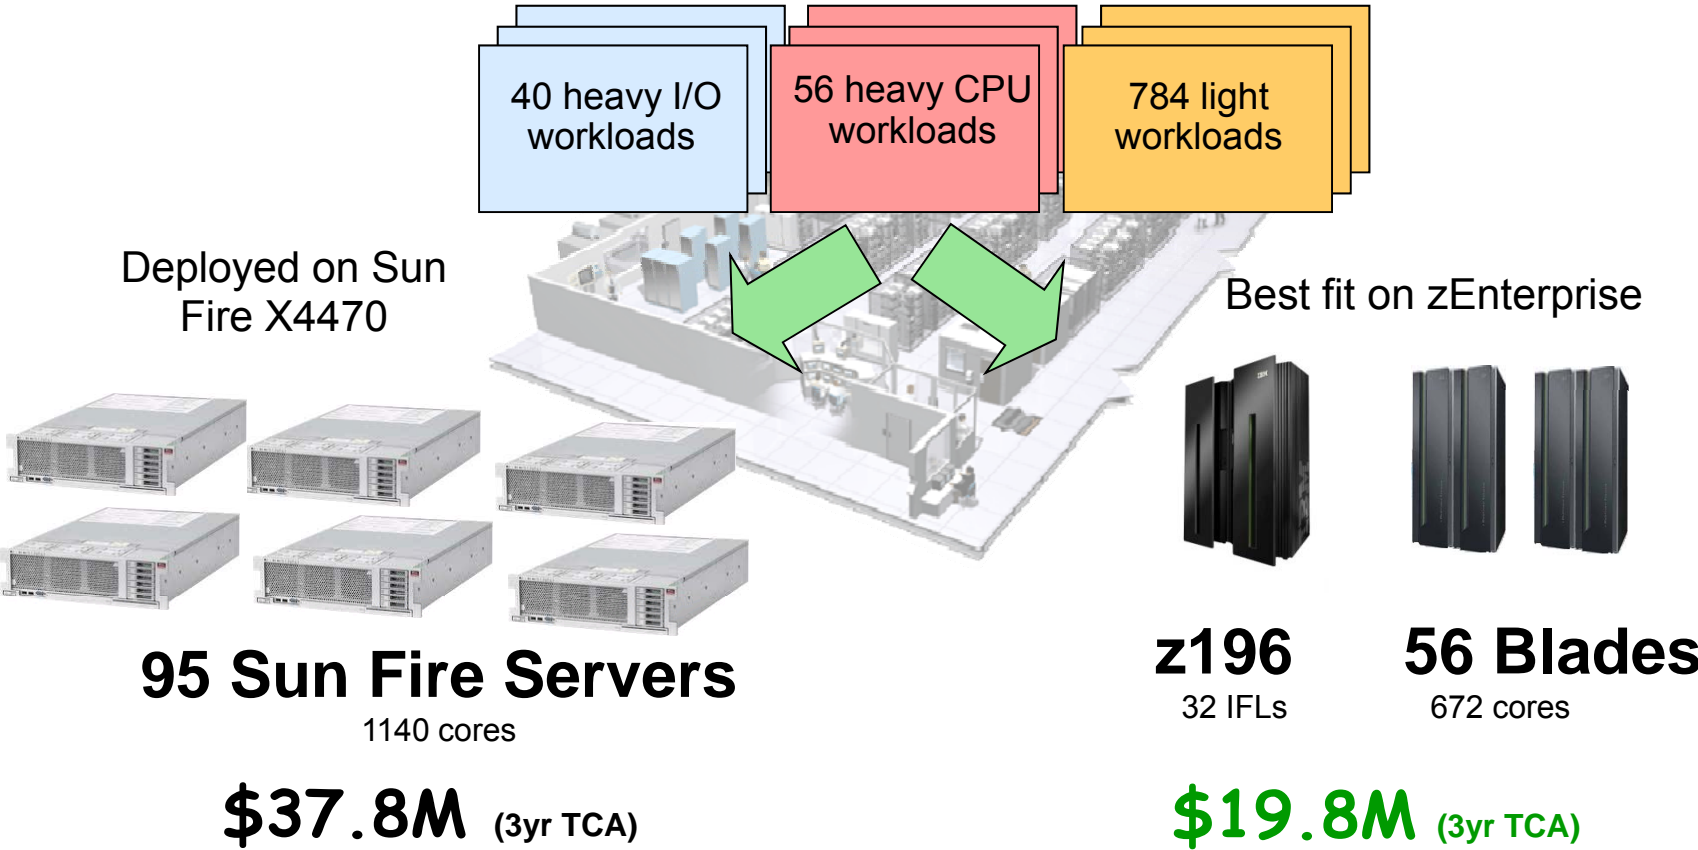 40 heavy I/O
workloads
56 heavy CPU
workloads
784 light
workloads
Deployed on Sun
Fire X4470
Best fit on zEnterprise
IBM
IBM
95 Sun Fire Servers
1140 cores
$37.8M (3yr TCA)
z196
32 IFLs
56 Blades
672 cores
$19.8M (3yr TCA)